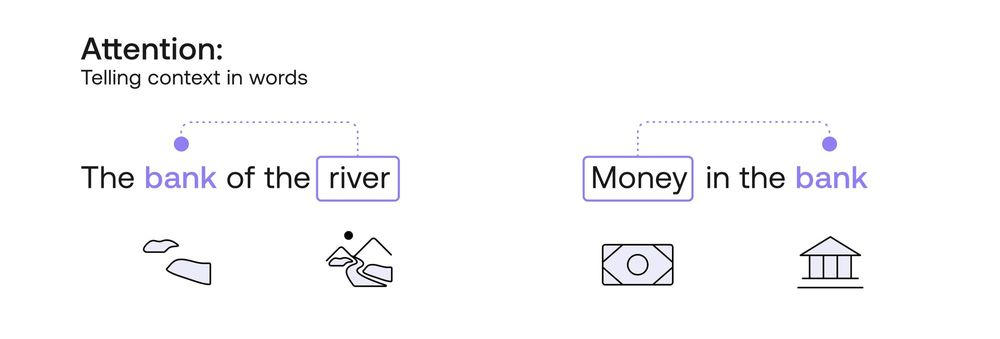 Attention:
Telling context in words
The bank of the river
Money in the bank